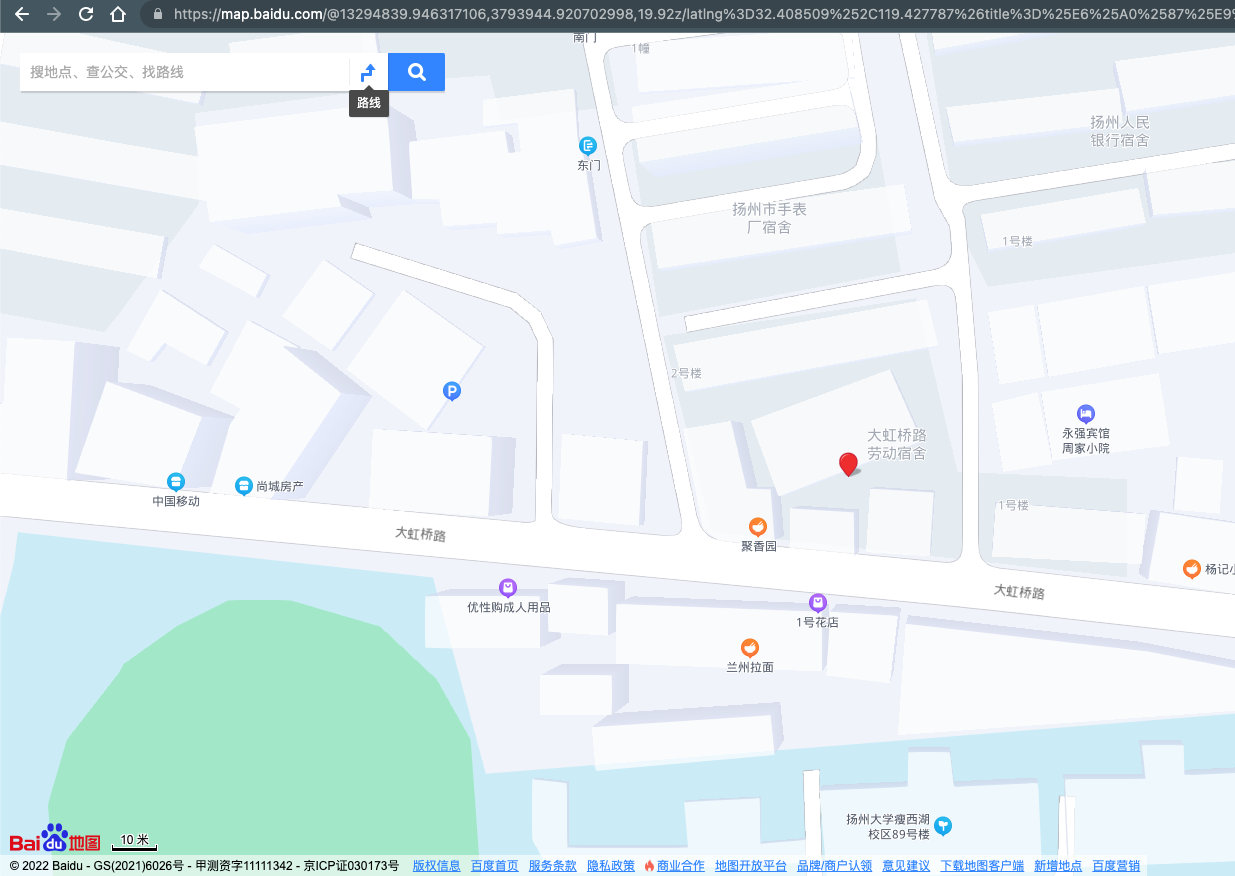 https://map.baidu.com/@13294839.946317106,3793944.920702998,19.92z/latlng%3D32.408509%252C119.427787%26title%3D%25E6%25A0%2587%25E9%
南门
1幢
搜地点、查公交、找路线
路线
扬州人民
银行宿舍
东门
扬州市手表
厂宿舍
1号楼
2号楼
P
永强宾馆
周家小院
大虹桥路
劳动宿舍
中国移动
尚城房产
1号楼
大虹桥路
聚香园
杨记小
大虹桥路
优性购成人用品
1号花店
兰州拉面
扬州大学瘦西湖
校区89号楼
Bai du 地图
10 米
© 2022 Baidu - GS(2021)6026号 - 甲测资字11111342 - 京ICP证030173号 版权信息 百度首页 服务条款 隐私政策 商业合作 地图开放平台 品牌/商户认领 意见建议 下载地图客户端 新增地点 百度营销